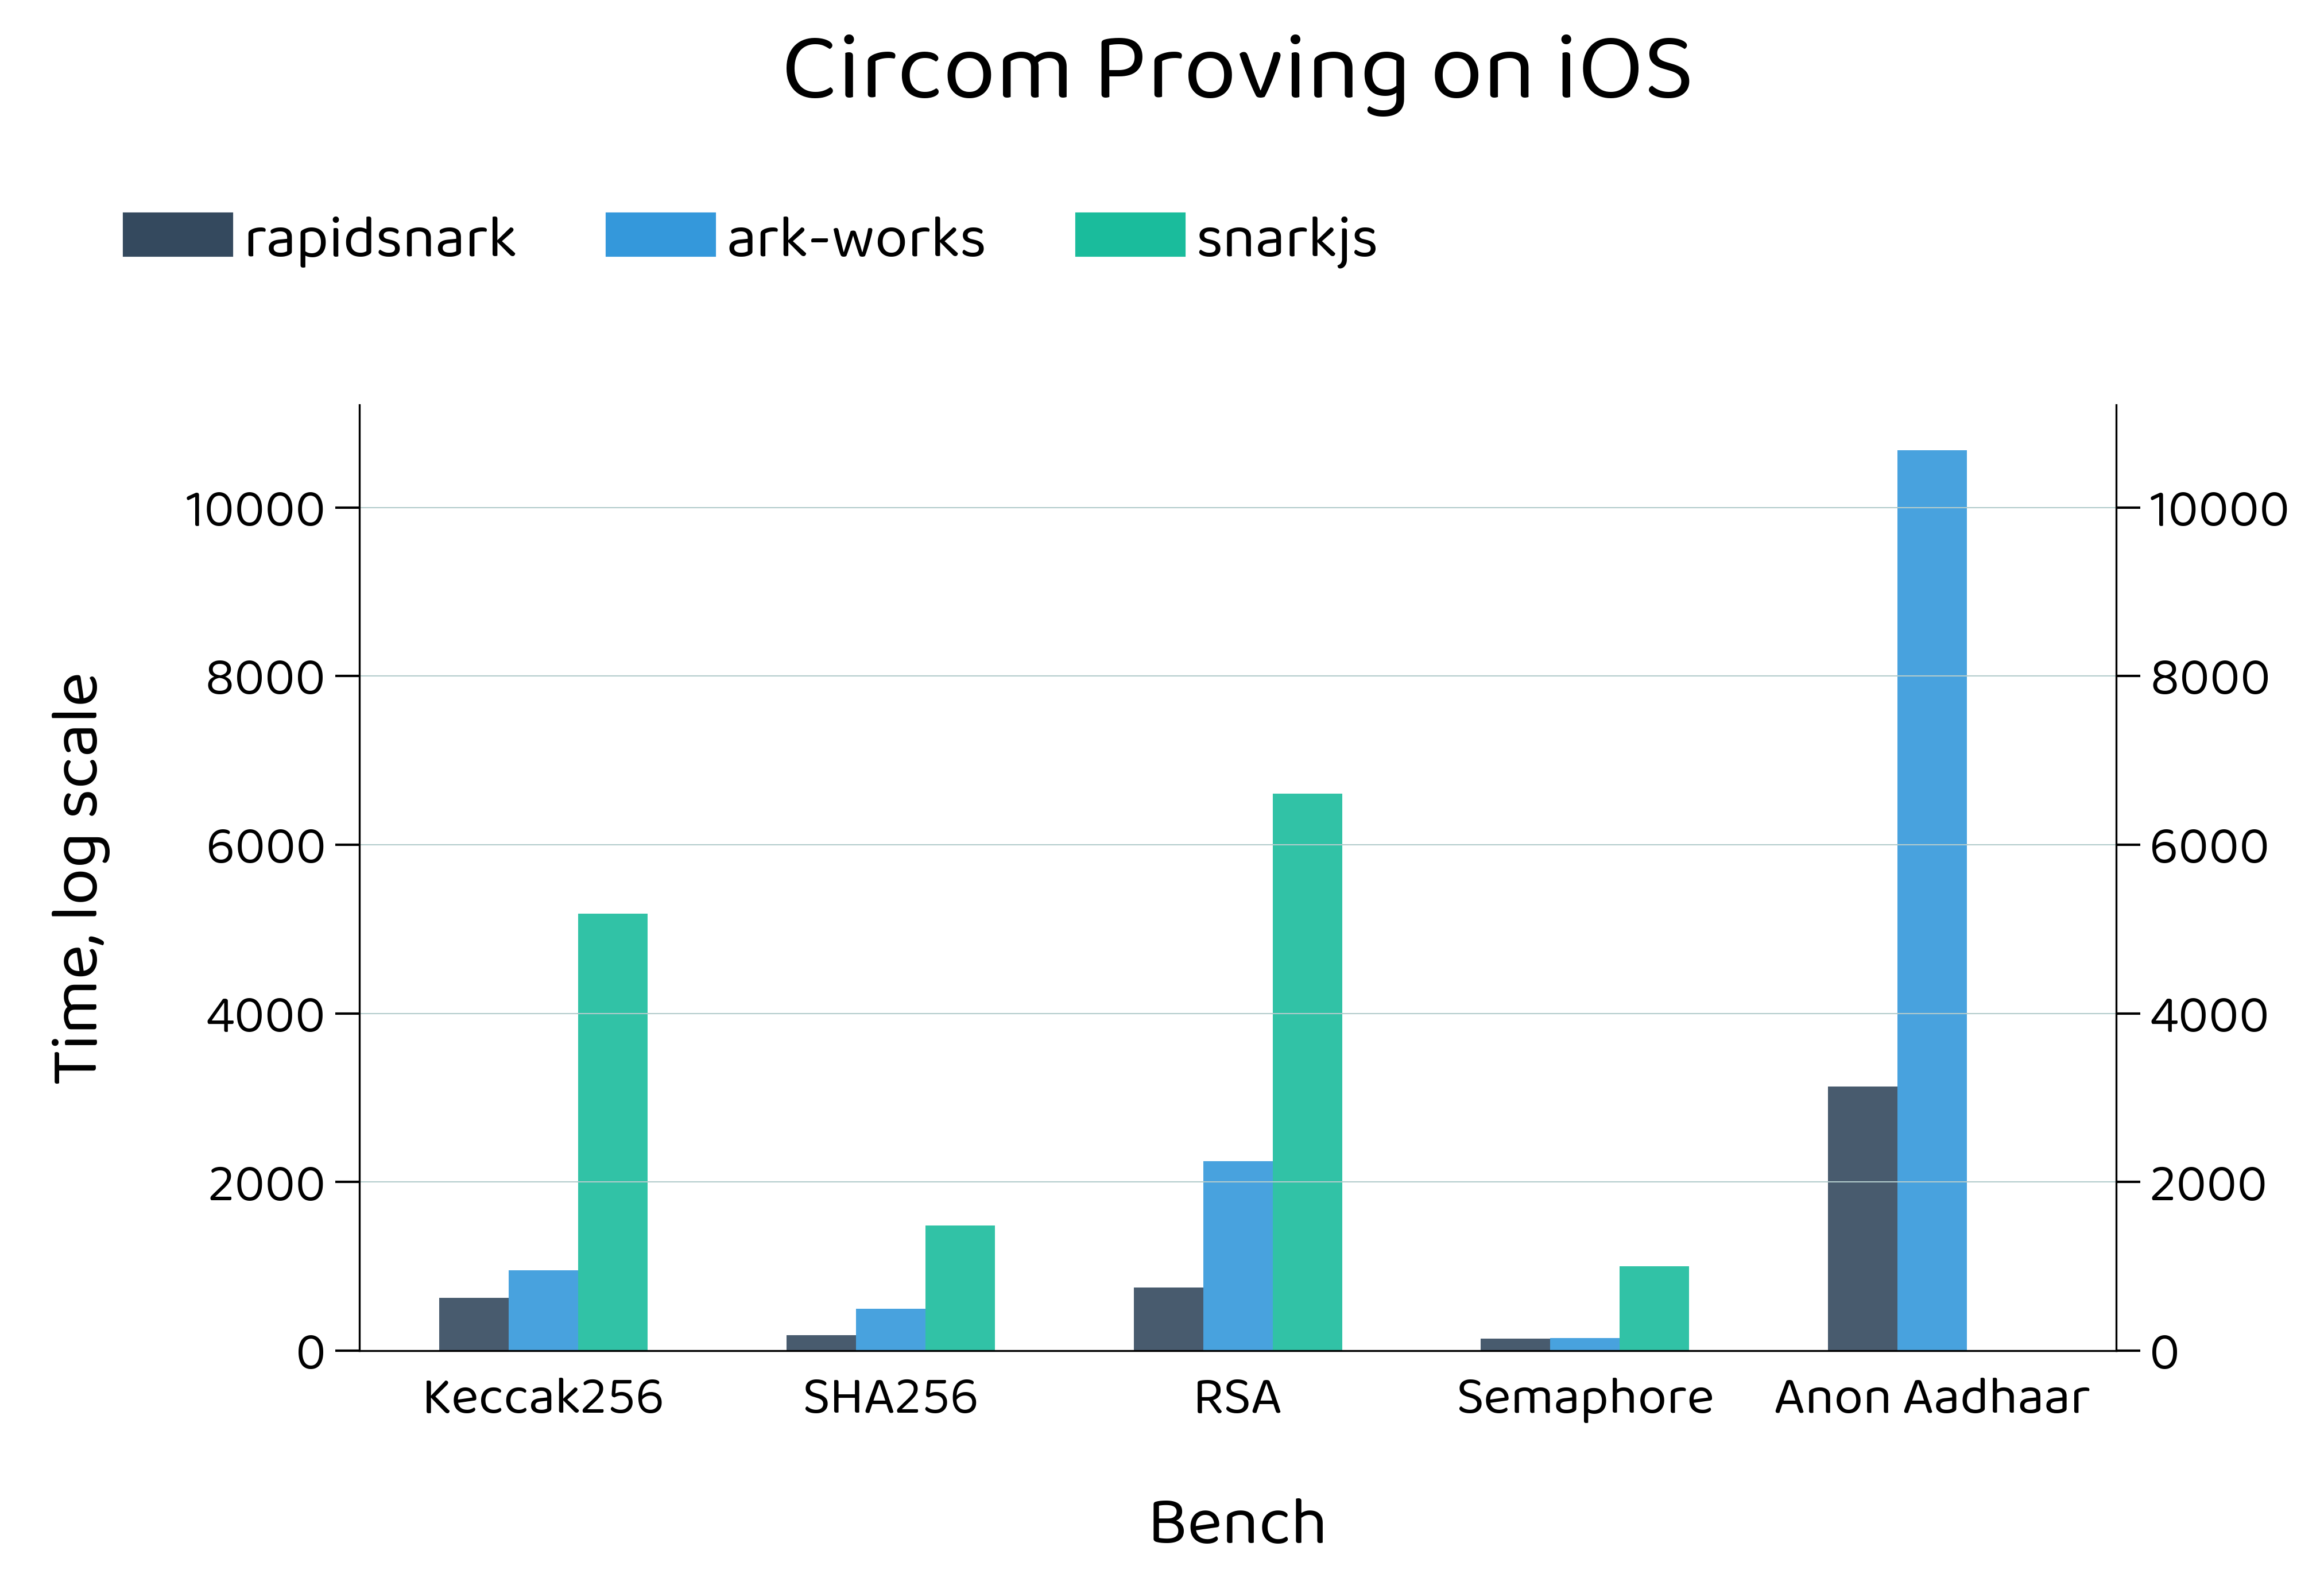 Circom Proving on iOS
rapidsnark ark-works snarkjs
Time, log scale
10000
8000
6000
4000
2000
0
10000
8000
6000
4000
2000
0
Keccak256 SHA256 RSA Semaphore Anon Aadhaar
Bench